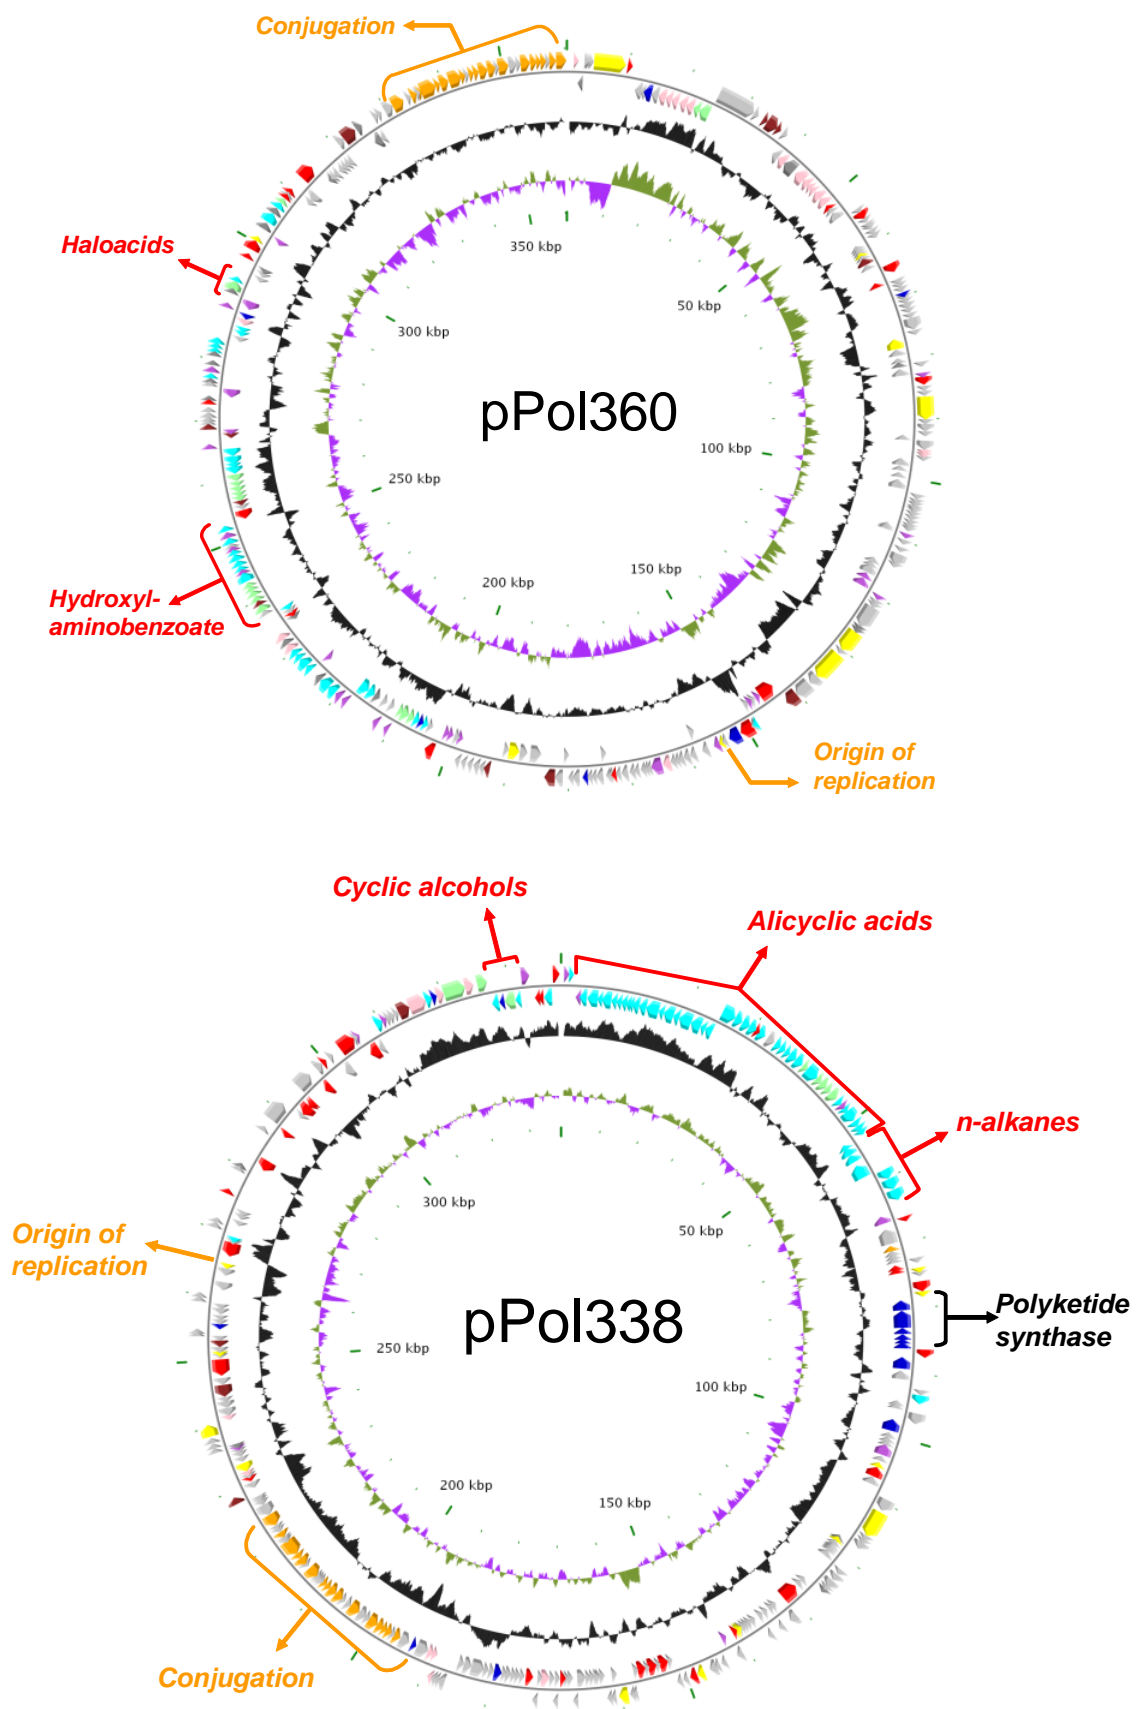 Conjugation
Haloacids
350 kbp
50 kbp
300 kbp
pPol360
100 kbp
250 kbp
150 kbp
200 kbp
Hydroxyl-
aminobenzoate
Origin of
replication
Cyclic alcohols
Alicyclic acids
n-alkanes
300 kbp
50 kbp
Origin of
replication
pPol338
Polyketide
synthase
250 kbp
100 kbp
200 kbp
150 kbp
Conjugation